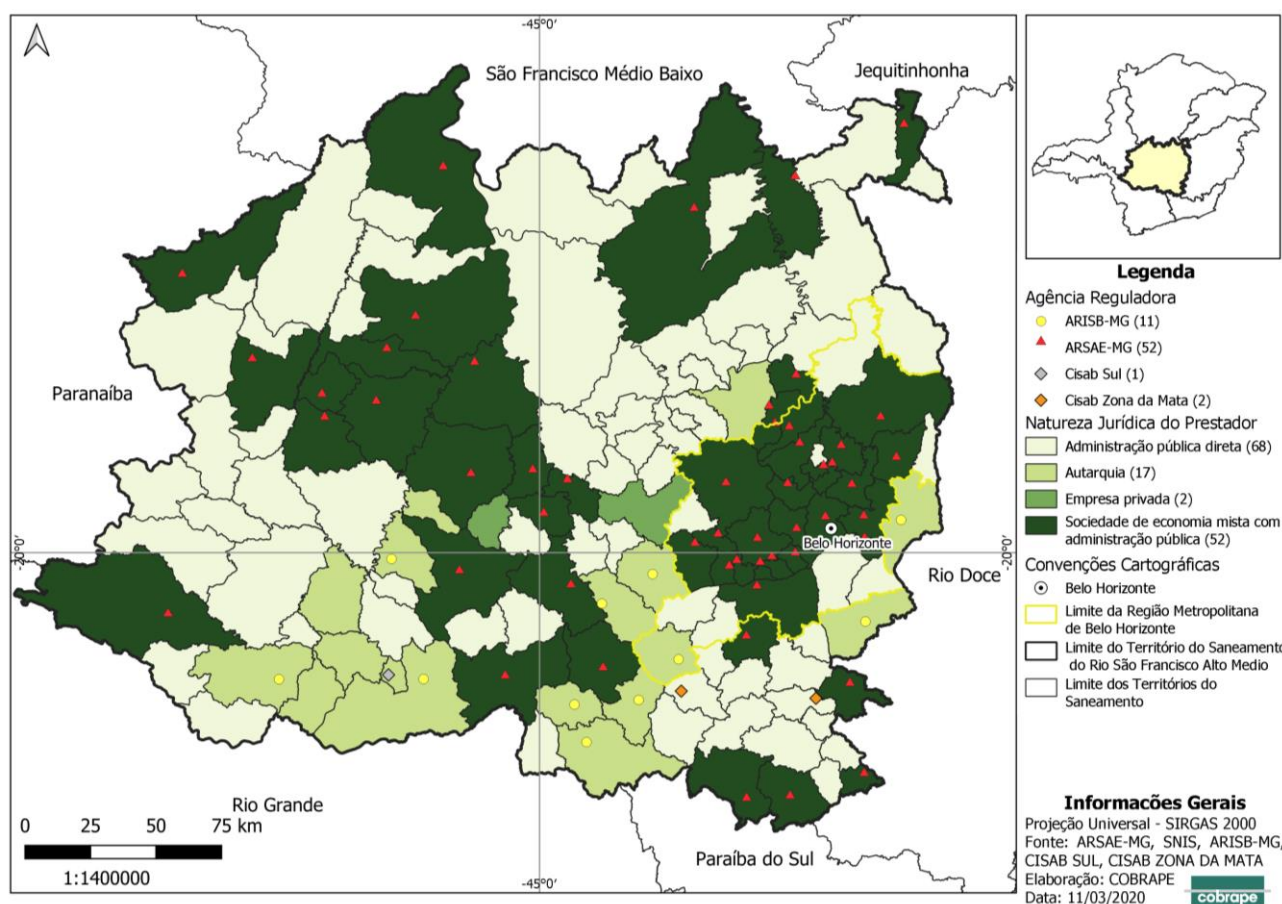 -45°0'
São Francisco Médio Baixo
Jequitinhonha
Paranaíba
-20°0'
Belo Horizonte
-20°0'
Rio Doce
Rio Grande
0 25 50 75 km
1:1400000
Paraíba do Sul
-45°0'
Legenda
Agência Reguladora
ARISB-MG (11)
ARSAE-MG (52)
Cisab Sul (1)
Cisab Zona da Mata (2)
Natureza Jurídica do Prestador
Administração pública direta (68)
Autarquia (17)
Empresa privada (2)
Sociedade de economia mista com
administração pública (52)
Convenções Cartográficas
Belo Horizonte
Limite da Região Metropolitana
de Belo Horizonte
Limite do Território do Saneamento
do Rio São Francisco Alto Medio
Limite dos Territórios do
Saneamento
Informacões Gerais
Projeção Universal - SIRGAS 2000
Fonte: ARSAE-MG, SNIS, ARISB-MG,
CISAB SUL, CISAB ZONA DA MATA
Elaboração: COBRAPE
Data: 11/03/2020
cobrape